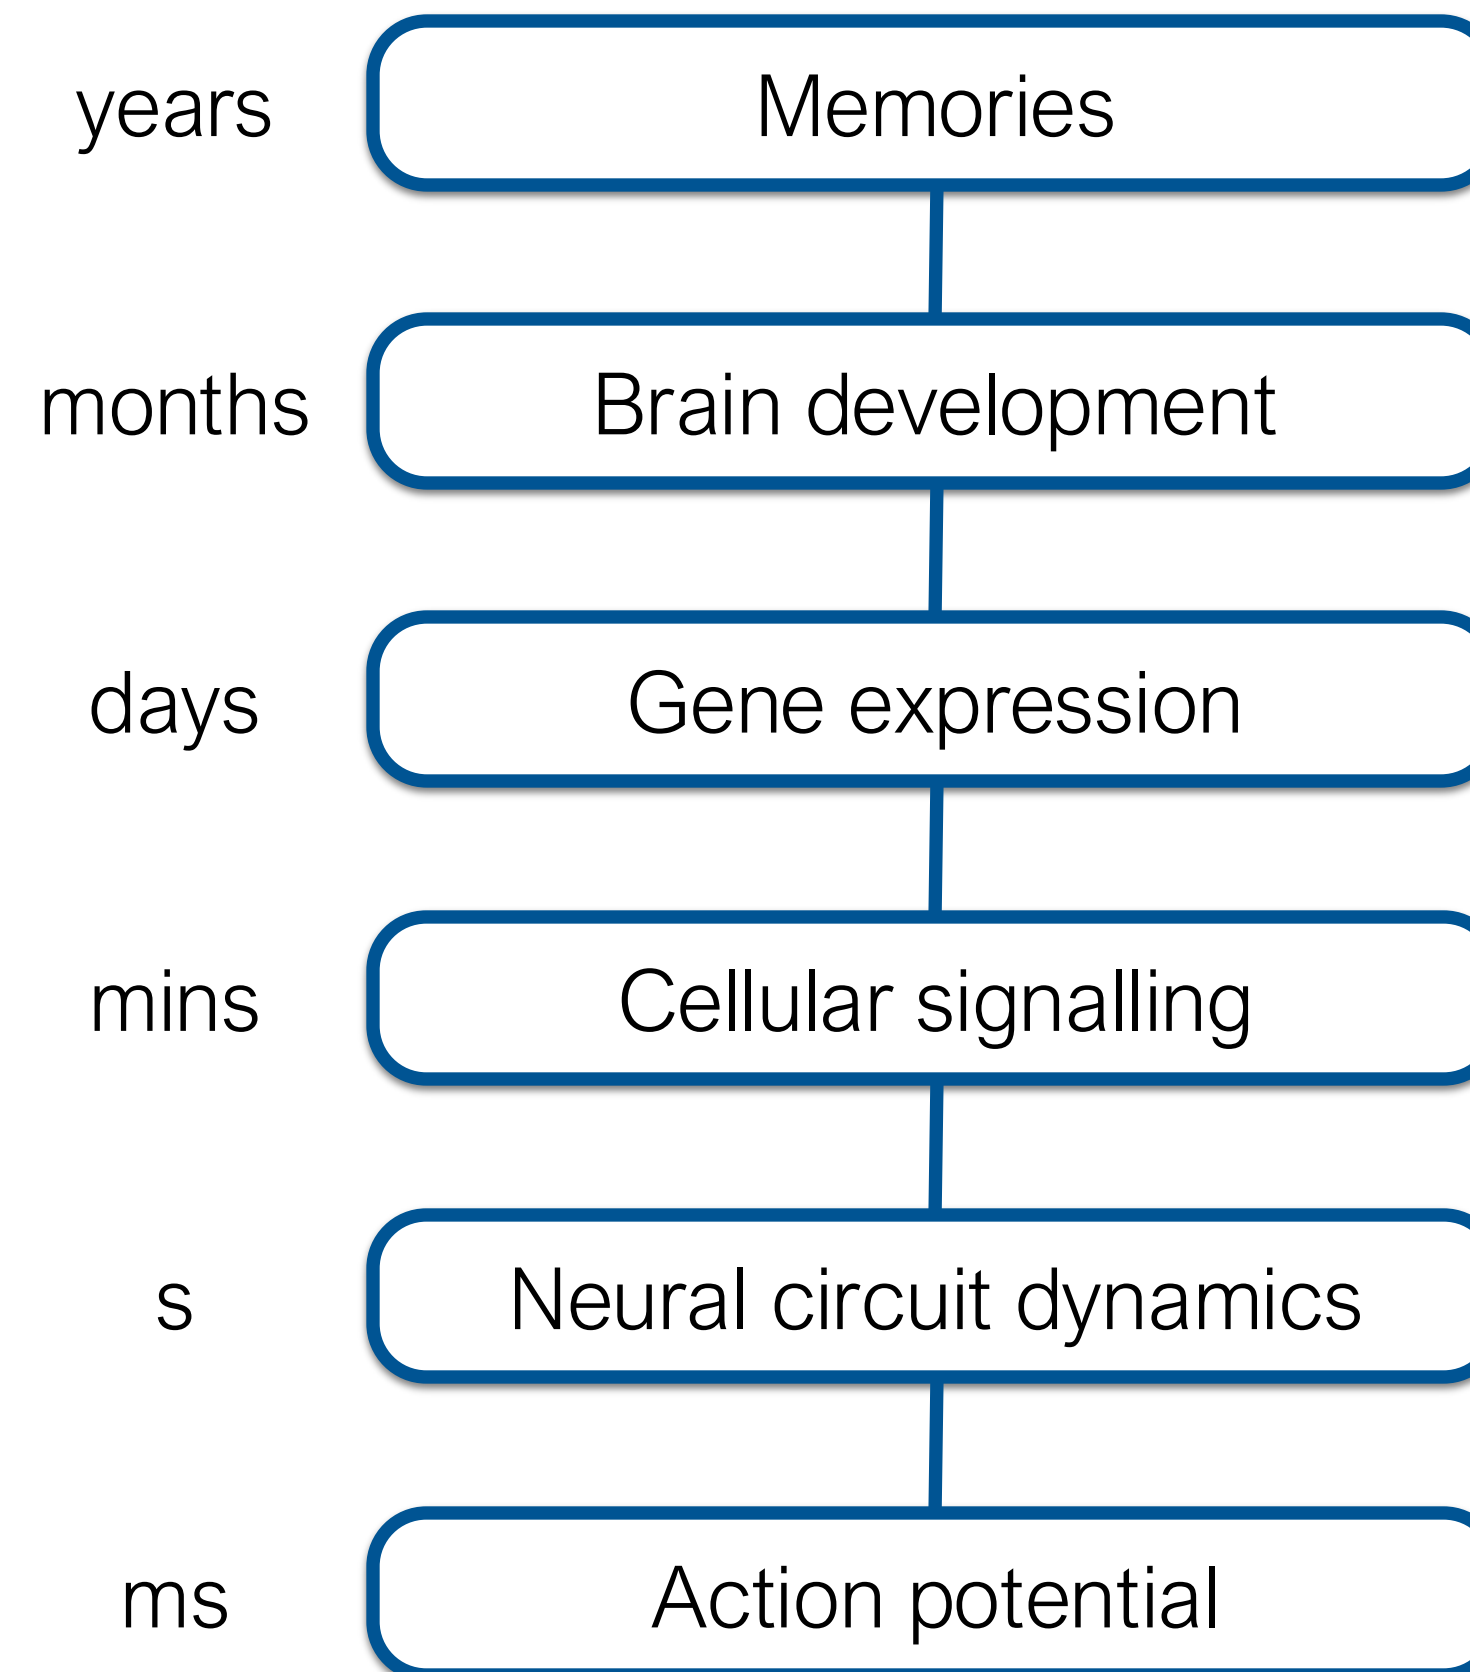 years Memories
months Brain development
days Gene expression
mins Cellular signalling
s Neural circuit dynamics
ms Action potential